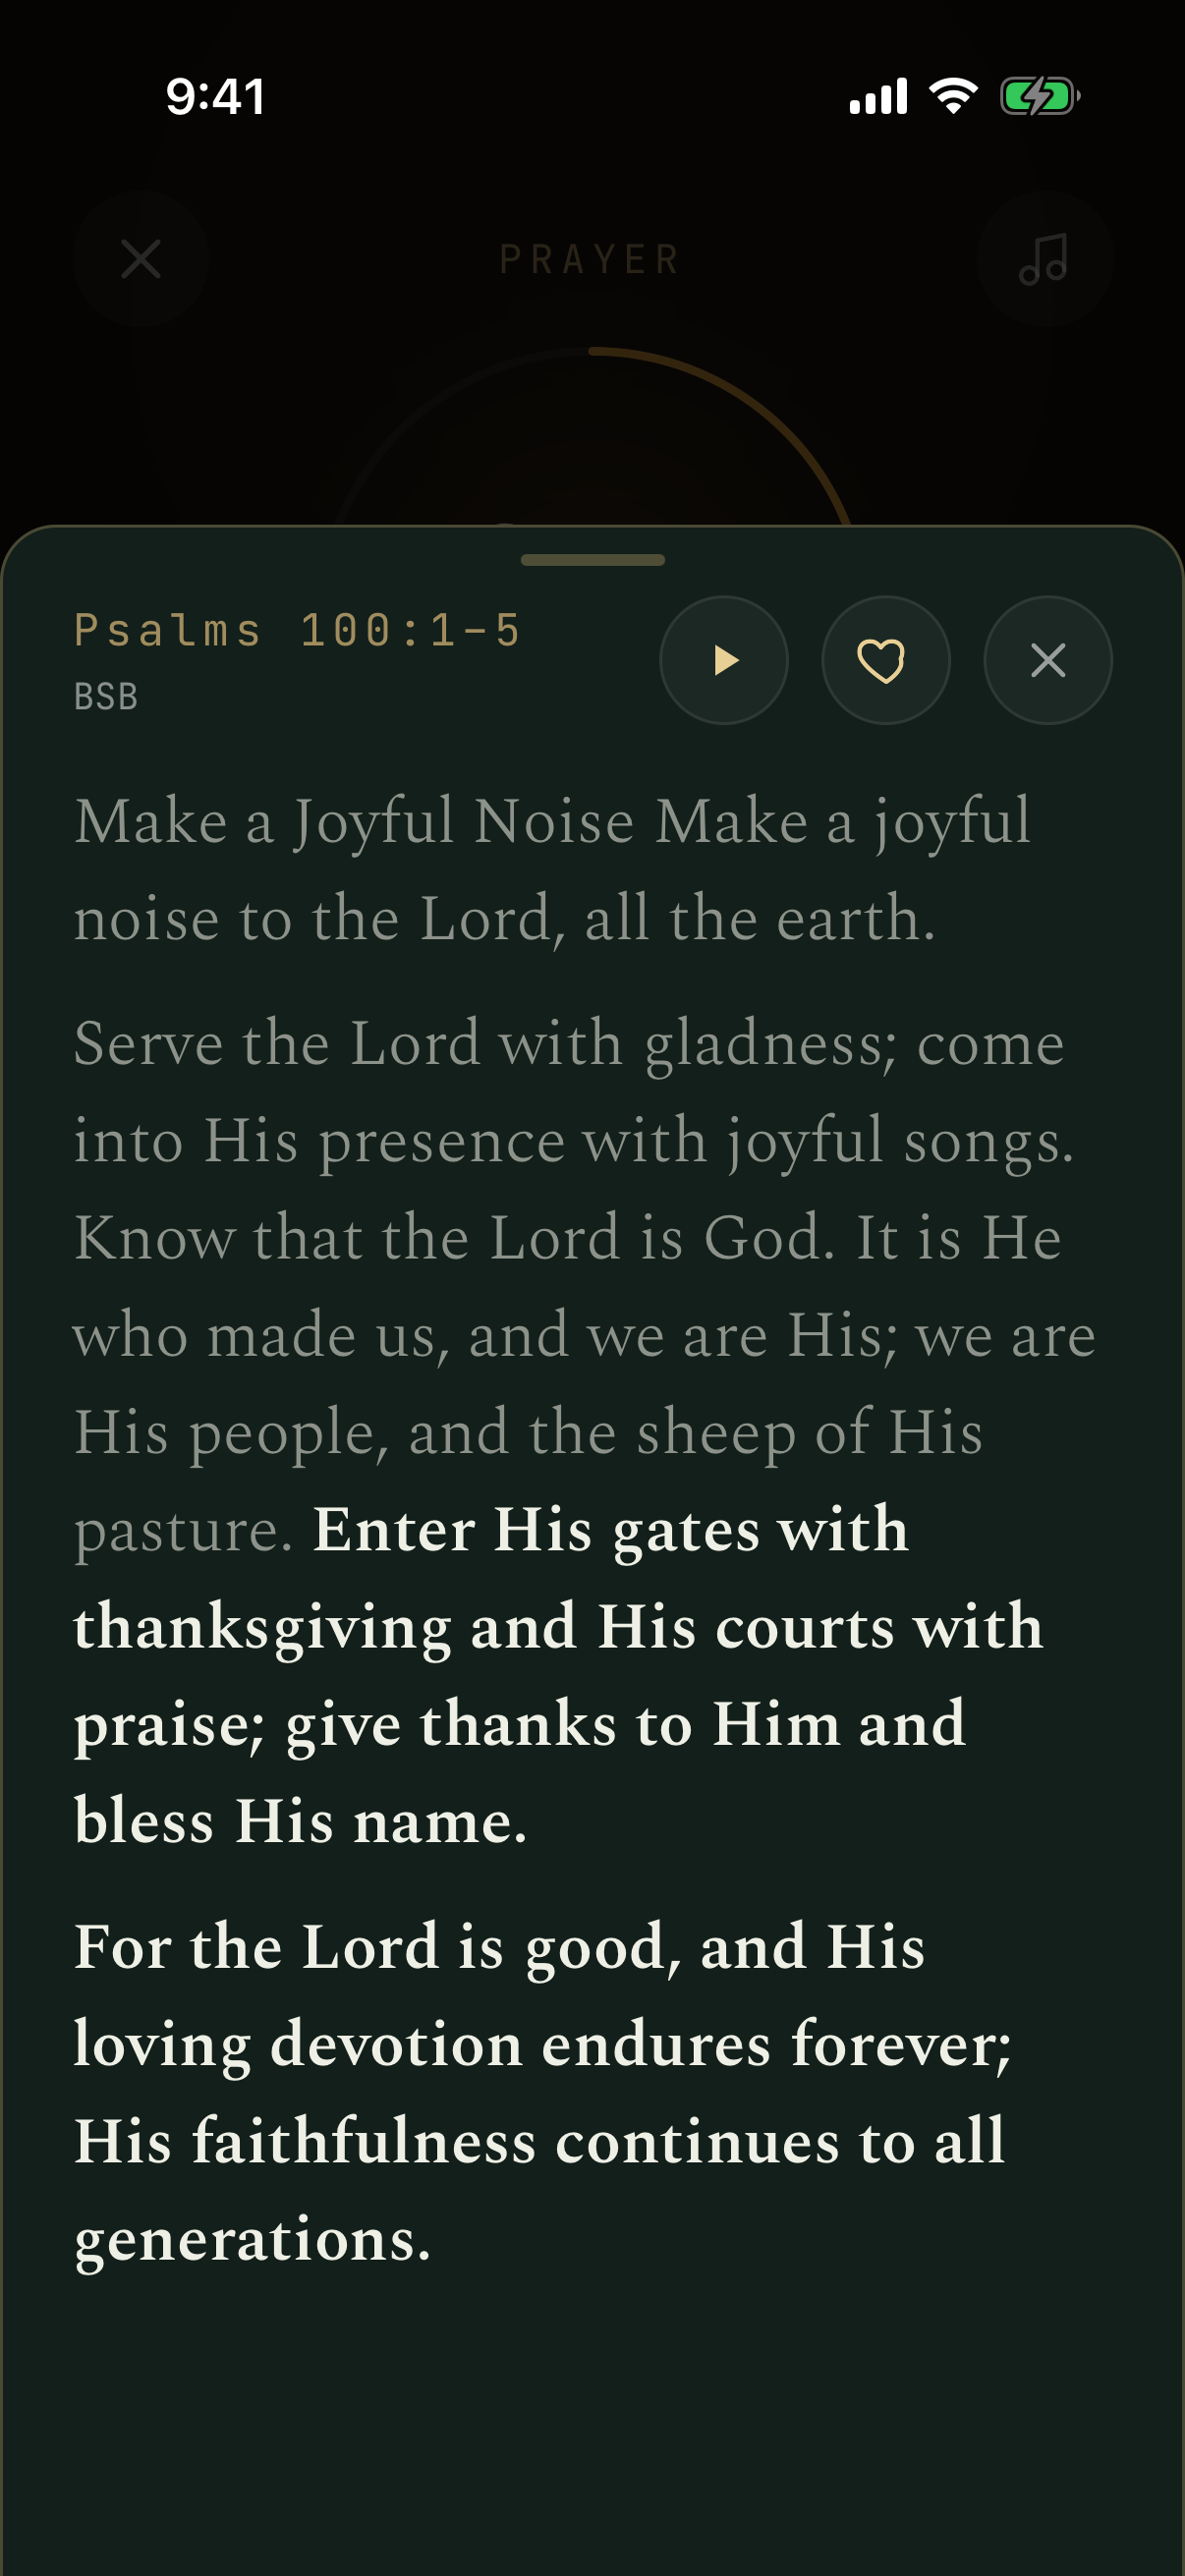 9:41
PRAYER
Psalms 100:1–5
BSB
Make a Joyful Noise Make a joyful
noise to the Lord, all the earth.
Serve the Lord with gladness; come
into His presence with joyful songs.
Know that the Lord is God. It is He
who made us, and we are His; we are
His people, and the sheep of His
pasture. Enter His gates with
thanksgiving and His courts with
praise; give thanks to Him and
bless His name.
For the Lord is good, and His
loving devotion endures forever;
His faithfulness continues to all
generations.